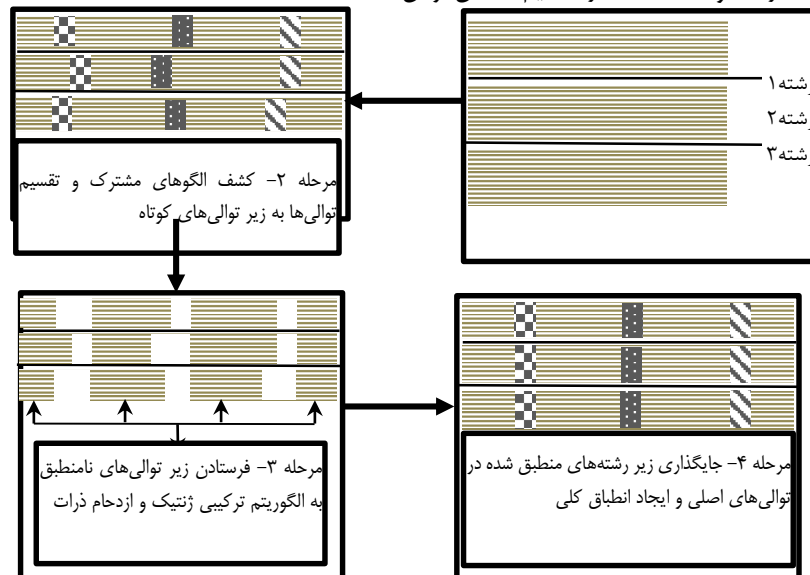 رشته۱
رشته۲
رشته۳
مرحله ۲- کشف الگوهای مشترک و تقسیم
توالی‌ها به زیر توالی‌های کوتاه
مرحله ۳- فرستادن زیر توالی‌های نامنطبق
به الگوریتم ترکیبی ژنتیک و ازدحام ذرات
مرحله ۴- جایگذاری زیر رشته‌های منطبق شده در
توالی‌های اصلی و ایجاد انطباق کلی